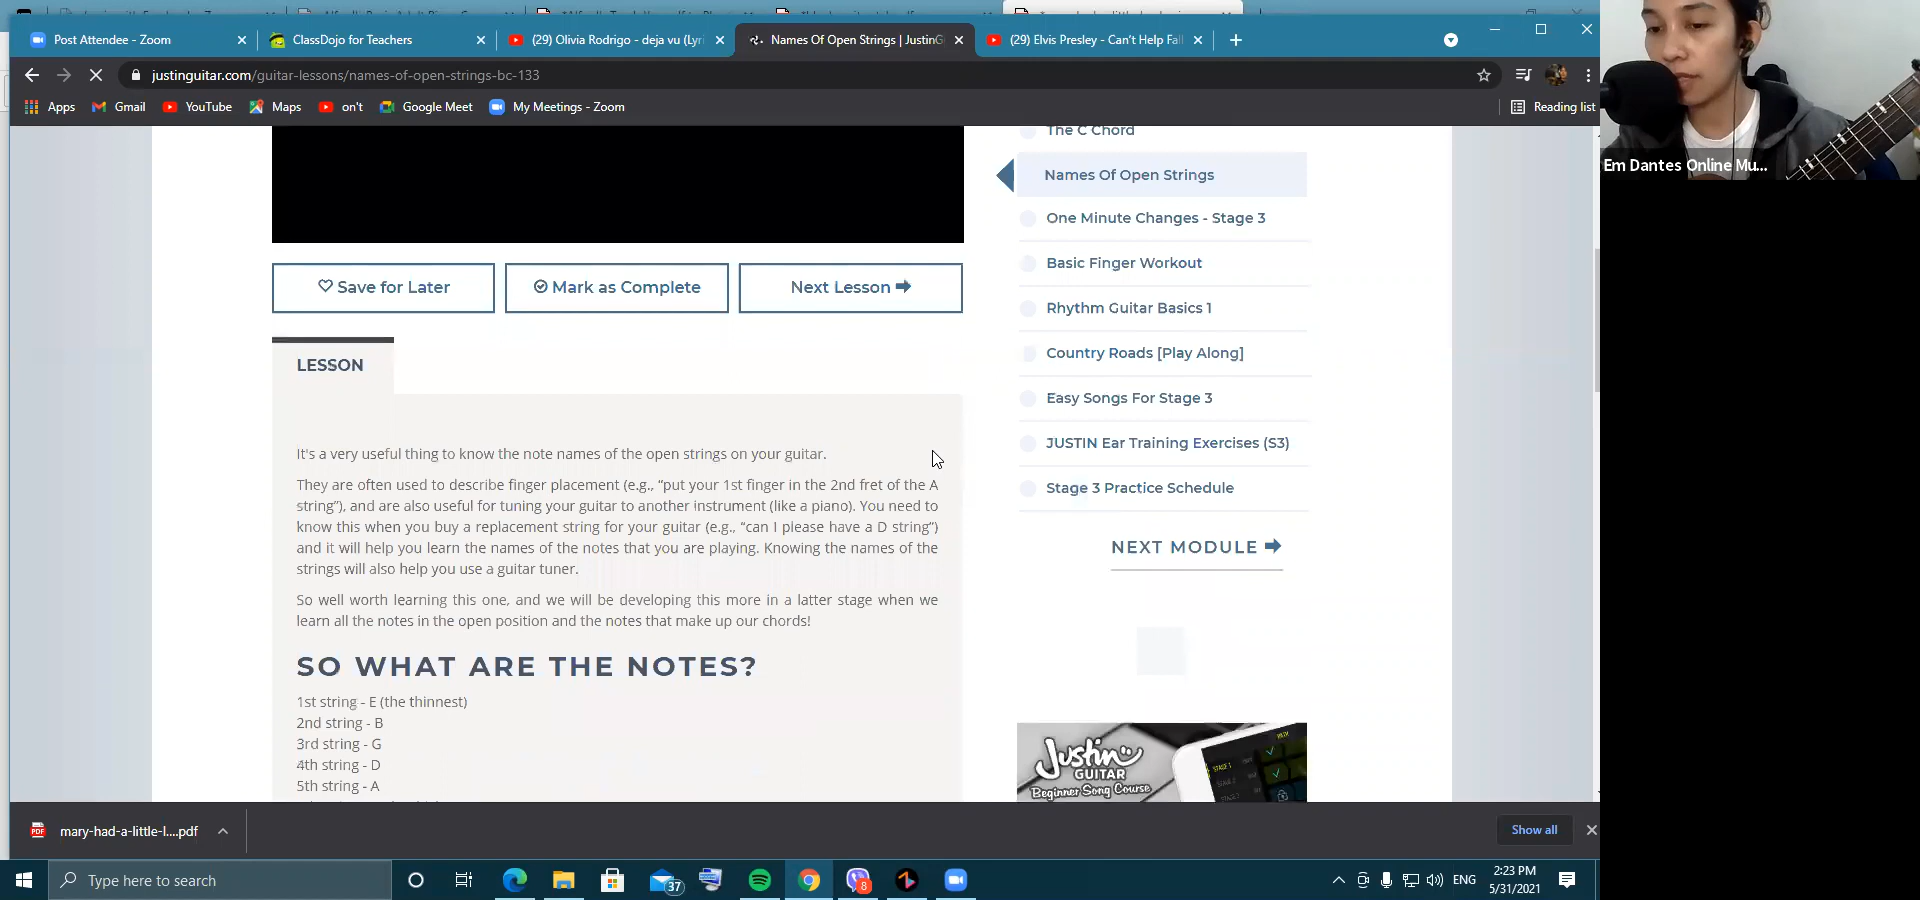 Post Attendee - Zoom
ClassDojo for Teachers
(29) Olivia Rodrigo - deja vu (Lyri
Names Of Open Strings | JustinG
(29) Elvis Presley - Can't Help Fal
justinguitar.com/guitar-lessons/names-of-open-strings-bc-133
Apps
Gmail
YouTube
Maps
on't
Google Meet
My Meetings - Zoom
Reading list
Em Dantes Online Mu...
The C Chord
Names Of Open Strings
One Minute Changes - Stage 3
Basic Finger Workout
Rhythm Guitar Basics 1
Country Roads [Play Along]
Easy Songs For Stage 3
JUSTIN Ear Training Exercises (S3)
Stage 3 Practice Schedule
NEXT MODULE
Save for Later
Mark as Complete
Next Lesson
LESSON
It's a very useful thing to know the note names of the open strings on your guitar.
They are often used to describe finger placement (e.g., “put your 1st finger in the 2nd fret of the A
string”), and are also useful for tuning your guitar to another instrument (like a piano). You need to
know this when you buy a replacement string for your guitar (e.g., “can I please have a D string”)
and it will help you learn the names of the notes that you are playing. Knowing the names of the
strings will also help you use a guitar tuner.
So well worth learning this one, and we will be developing this more in a latter stage when we
learn all the notes in the open position and the notes that make up our chords!
SO WHAT ARE THE NOTES?
1st string - E (the thinnest)
2nd string - B
3rd string - G
4th string - D
5th string - A
Justin
GUITAR
Beginner Song Course
STAGE 1
mary-had-a-little-l....pdf
Show all
Type here to search
37
8
ENG
2:23 PM
5/31/2021